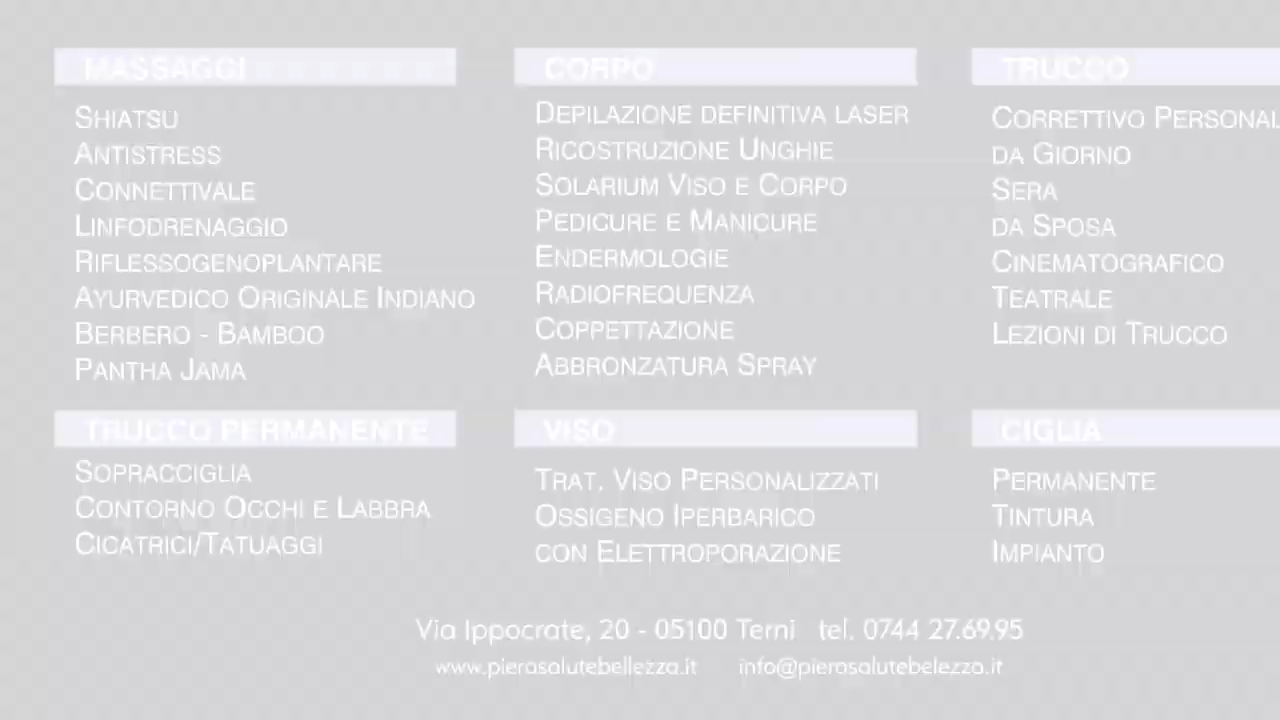 MASSAGGI
SHIATSU
ANTISTRESS
CONNETTIVALE
LINFODRENAGGIO
RIFLESSOGENOPLANTARE
AYURVEDICO ORIGINALE INDIANO
BERBERO - BAMBOO
PANTHA JAMA
CORPO
DEPILAZIONE DEFINITIVA LASER
RICOSTRUZIONE UNGHIE
SOLARIUM VISO E CORPO
PEDICURE E MANICURE
ENDERMOLOGIE
RADIOFREQUENZA
COPPETTAZIONE
ABBRONZATURA SPRAY
TRUCCO
CORRETTIVO
DA GIORNO
SERA
DA SPOSA
CINEMATOGRAFICO
TEATRALE
LEZIONI DI TRUCCO
TRUCCO PERMANENTE
SOPRACCIGLIA
CONTORNO OCCHI E LABBRA
CICATRICI/TATUAGGI
VISO
TRAT. VISO PERSONALIZZATI
OSSIGENO IPERBARICO
CON ELETTROPORAZIONE
CIGLIA
PERMANENTE
TINTURA
IMPIANTO
Via Ippocrate, 20 - 05100 Terni tel. 0744 27.69.95
www.pierasalutebellezza.it info@pierasalutebelezza.it